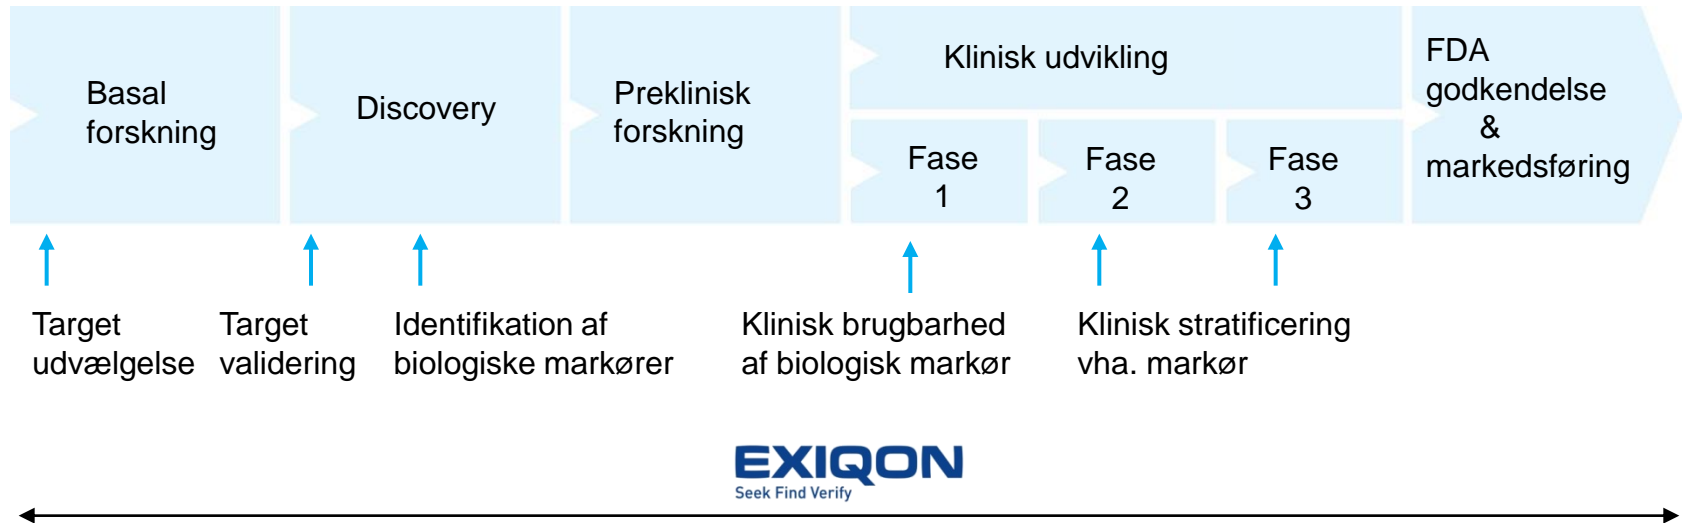 Basal
forskning
Discovery
Preklinisk
forskning
Klinisk udvikling
Fase
1
Fase
2
Fase
3
FDA
godkendelse
&
markedsføring
Target
udvælgelse
Target
validering
Identifikation af
biologiske markører
Klinisk brugbarhed
af biologisk markør
Klinisk stratificering
vha. markør
EXIQON
Seek Find Verify